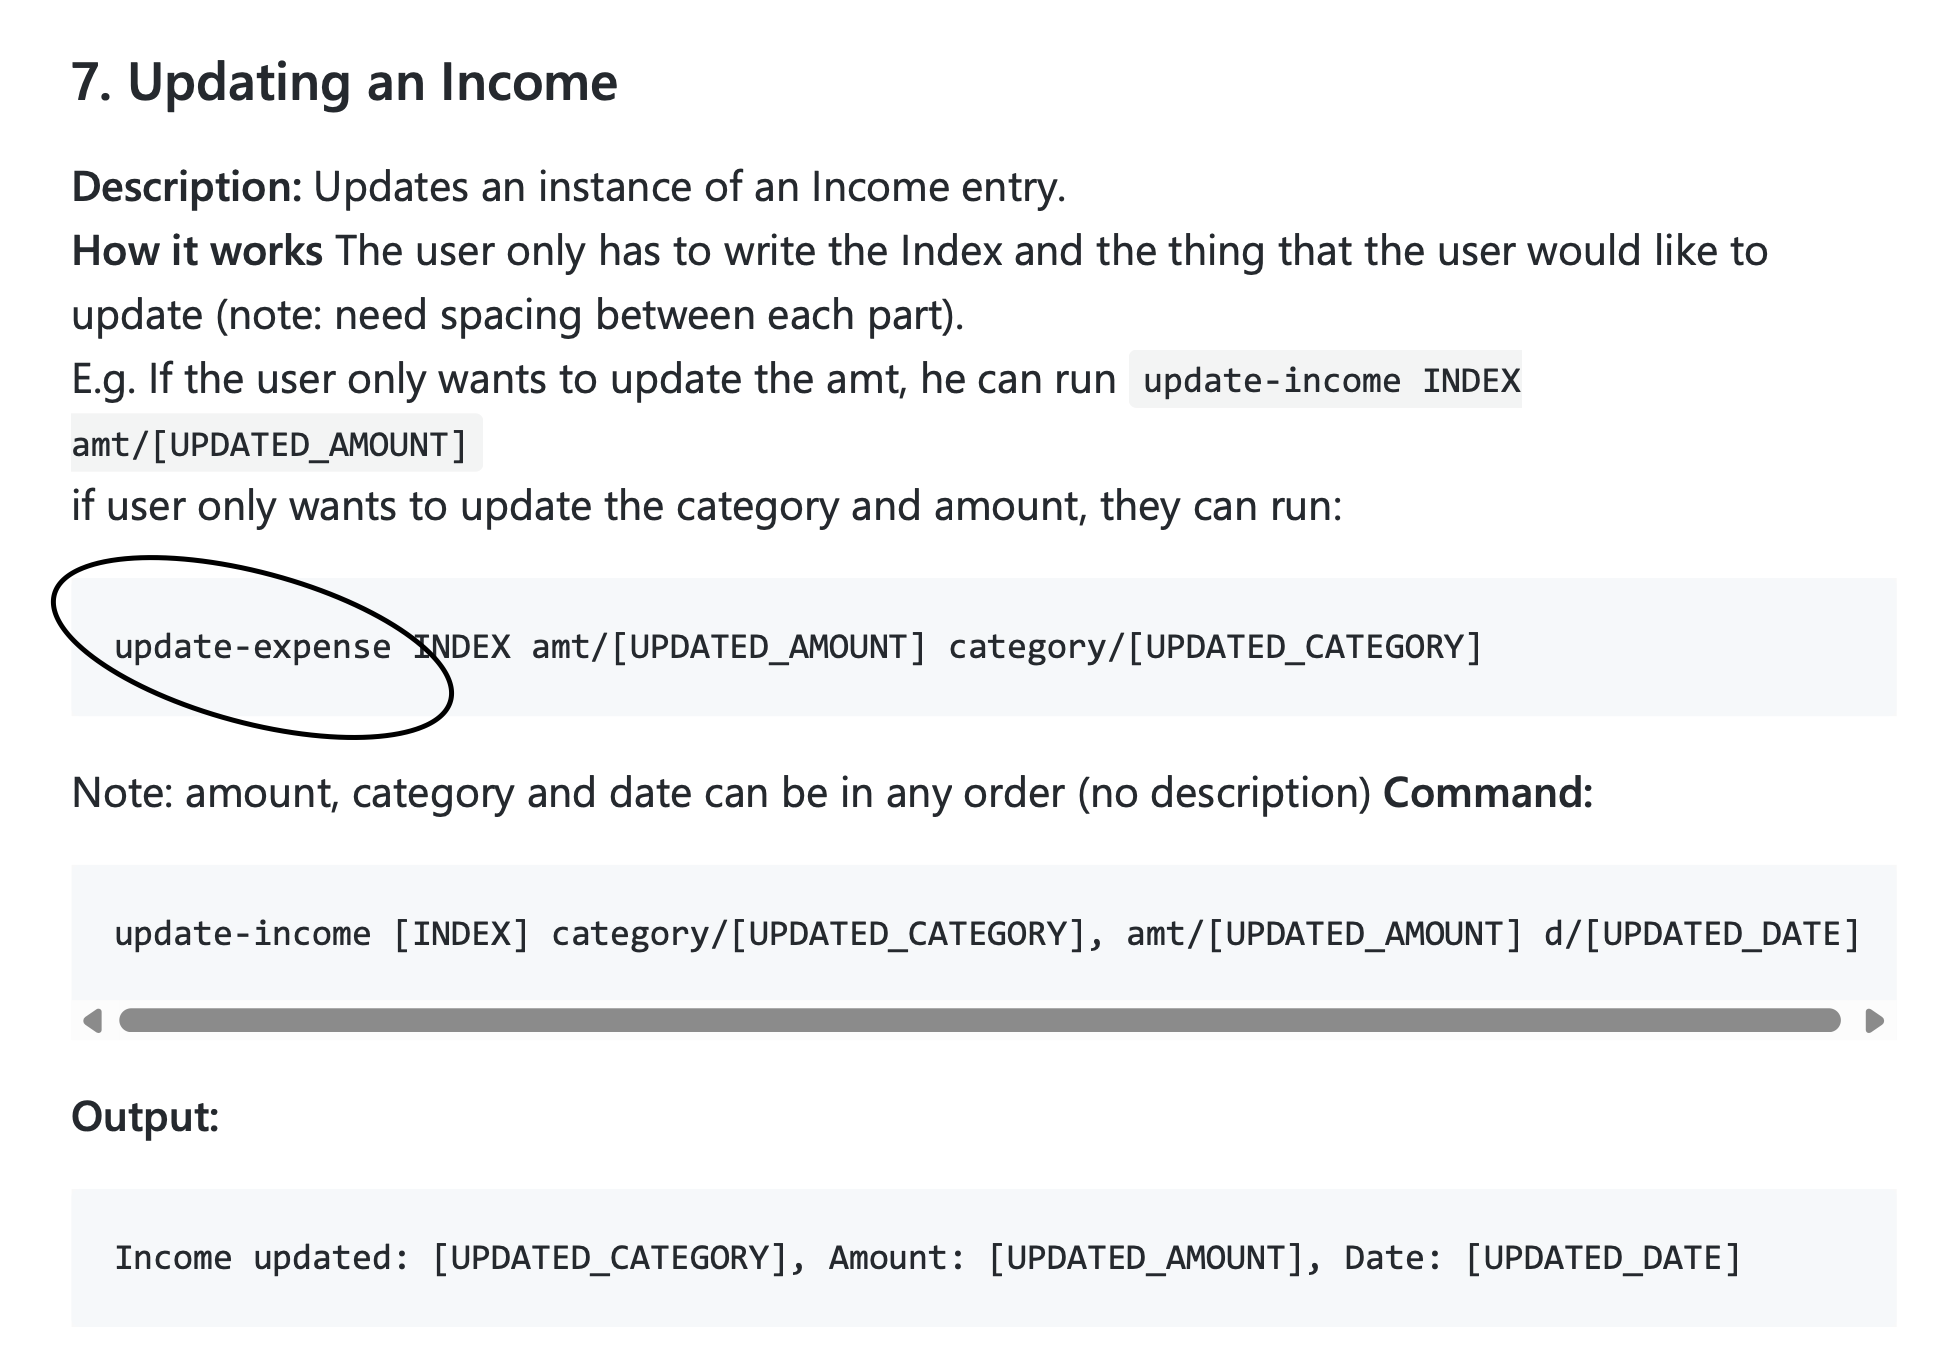 7. Updating an Income
Description: Updates an instance of an Income entry.
How it works The user only has to write the Index and the thing that the user would like to
update (note: need spacing between each part).
E.g. If the user only wants to update the amt, he can run update-income INDEX
amt/[UPDATED_AMOUNT]
if user only wants to update the category and amount, they can run:
update-expense INDEX amt/[UPDATED_AMOUNT] category/[UPDATED_CATEGORY]
Note: amount, category and date can be in any order (no description) Command:
update-income [INDEX] category/[UPDATED_CATEGORY], amt/[UPDATED_AMOUNT] d/[UPDATED_DATE]
Output:
Income updated: [UPDATED_CATEGORY], Amount: [UPDATED_AMOUNT], Date: [UPDATED_DATE]